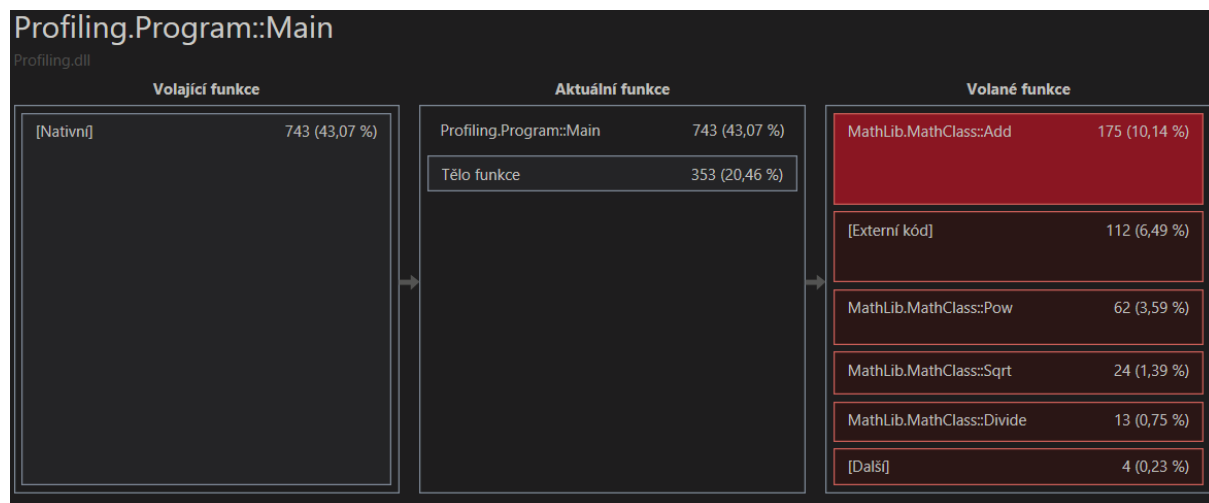 Profiling.Program::Main
Profiling.dll
Volající funkce
[Nativní] 743 (43,07 %)
Aktuální funkce
Profiling.Program::Main 743 (43,07 %)
Tělo funkce 353 (20,46 %)
Volané funkce
MathLib.MathClass::Add 175 (10,14 %)
[Externí kód] 112 (6,49 %)
MathLib.MathClass::Pow 62 (3,59 %)
MathLib.MathClass::Sqrt 24 (1,39 %)
MathLib.MathClass::Divide 13 (0,75 %)
[Další] 4 (0,23 %)